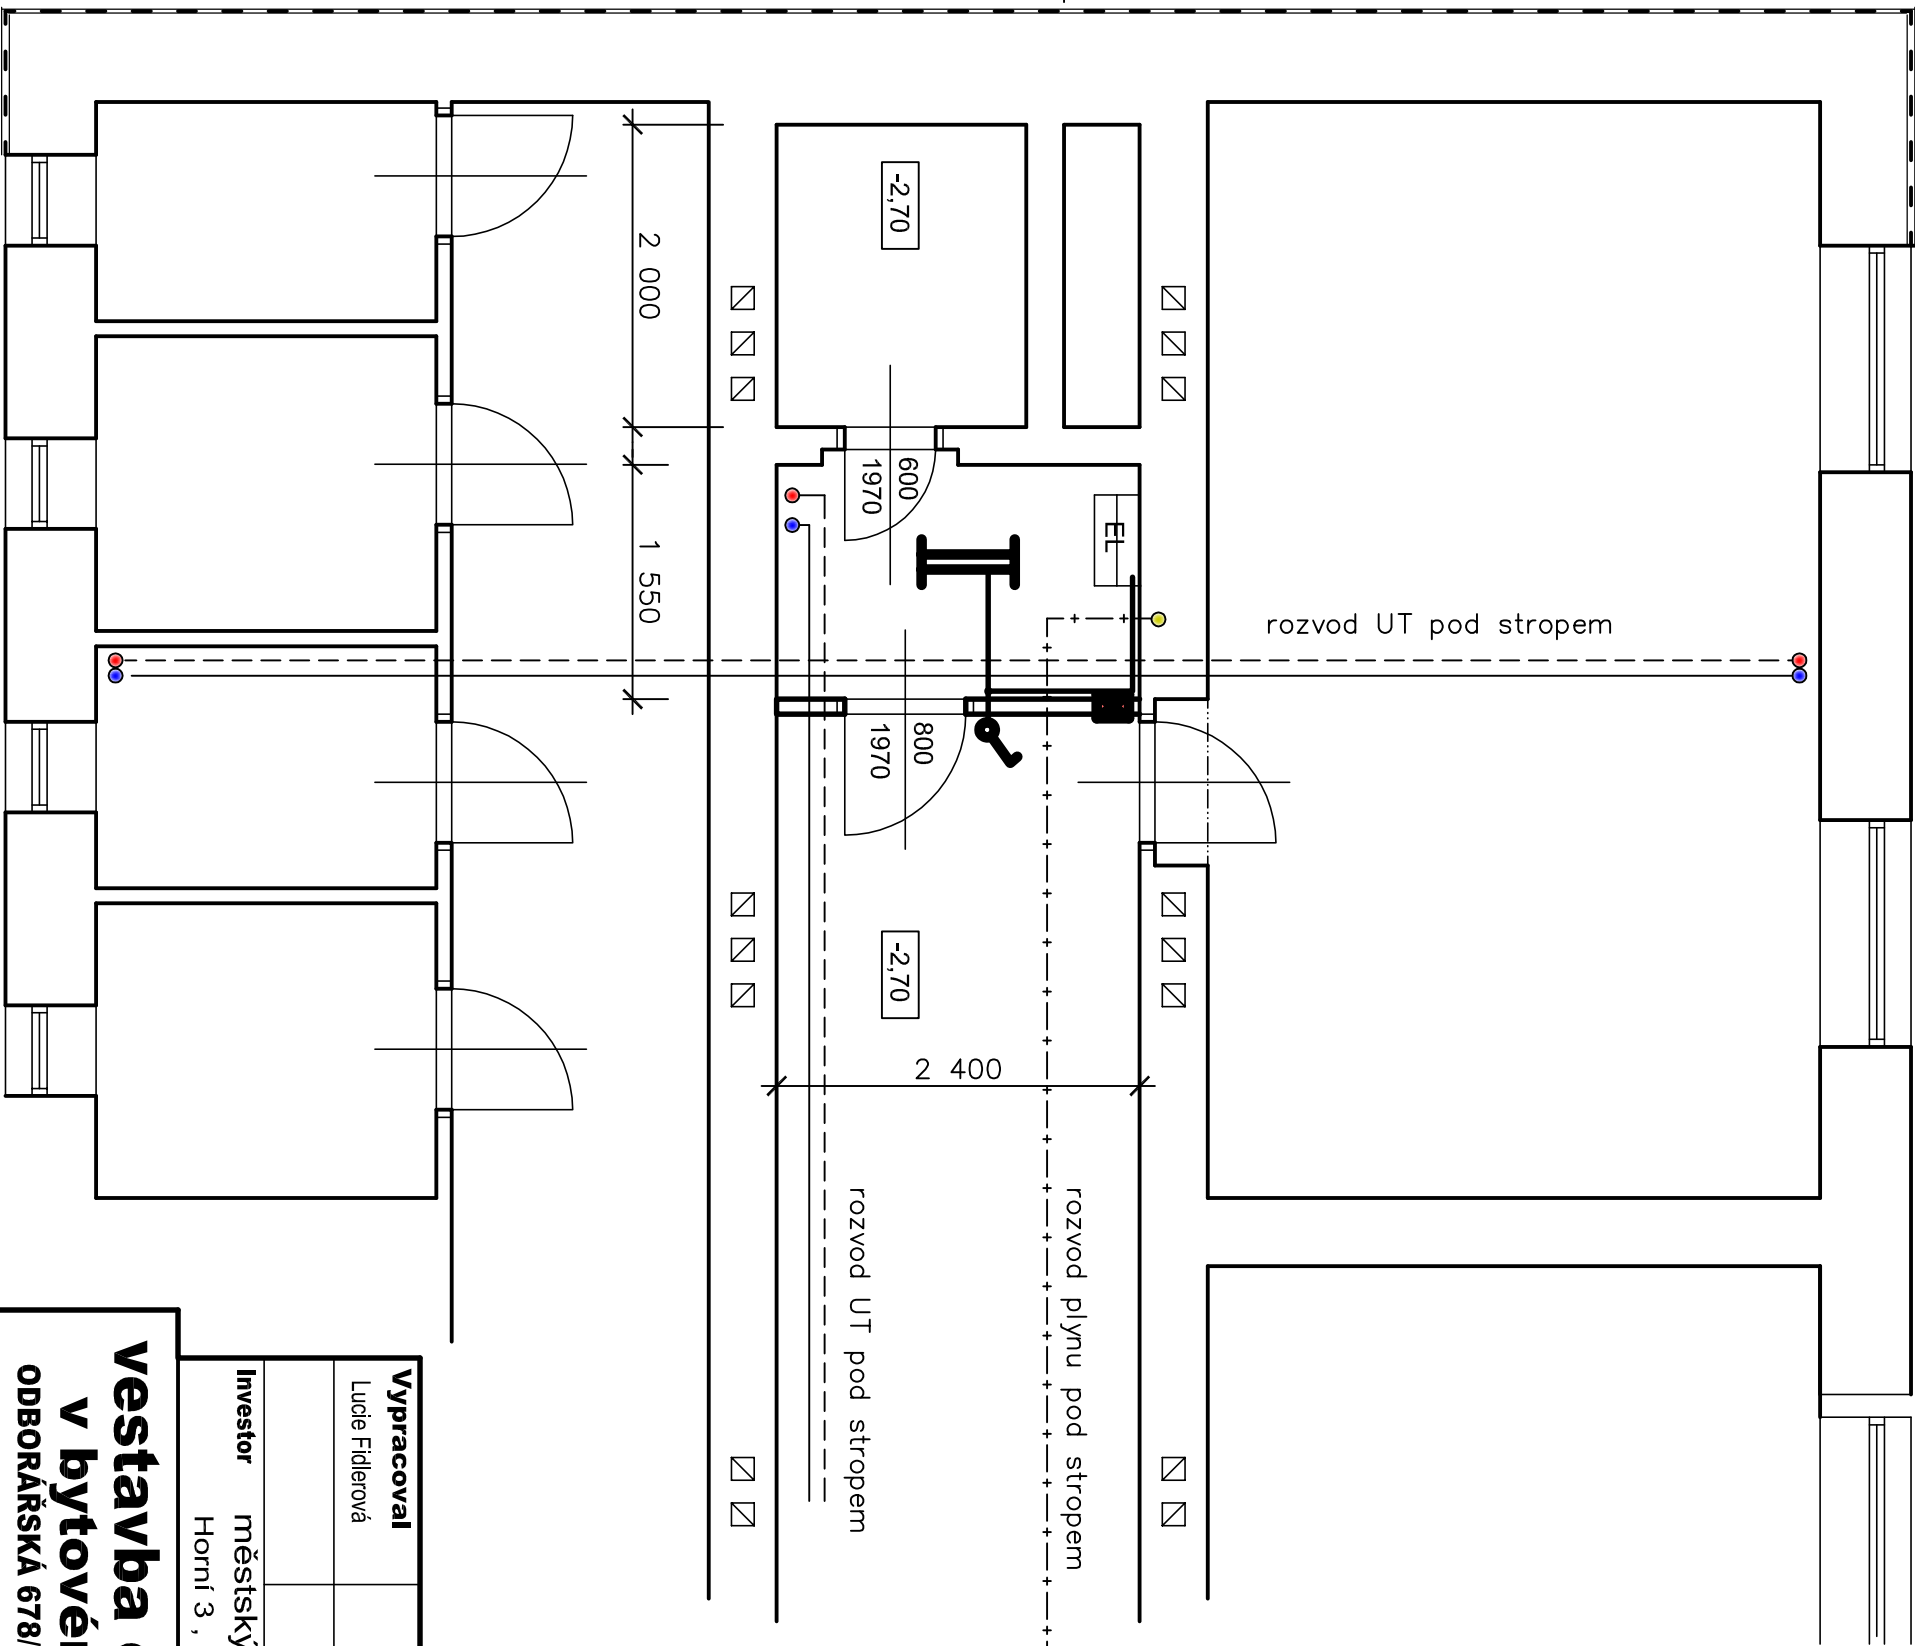 -2,70
2 000
600
1970
EL
1 550
rozvod UT pod stropem
800
1970
-2,70
2 400
rozvod UT pod stropem
rozvod plynu pod stropem
Vypracoval
Lucie Fidlerová
Investor městský
Horní 3 ,
vestavba
v bytové
ODBORÁŘSKÁ 678/